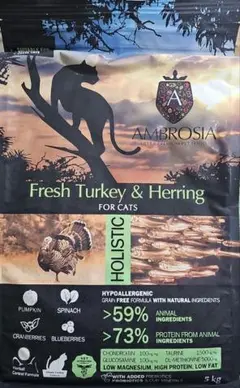 A
AMBROSIA
Fresh Turkey & Herring
FOR CATS
HOLISTIC
HYPOALLERGENIC
GRAIN FREE FORMULA WITH NATURAL INGREDIENTS
PUMPKIN
SPINACH
CRANBERRIES
BLUEBERRIES
>59% ANIMAL INGREDIENTS
>73% PROTEIN FROM ANIMAL INGREDIENTS
CHONDROITIN
TAURINE
GLUCOSAMINE
DL-METHIONINE
LOW MAGNESIUM, HIGH PROTEIN, LOW FAT
5 kg